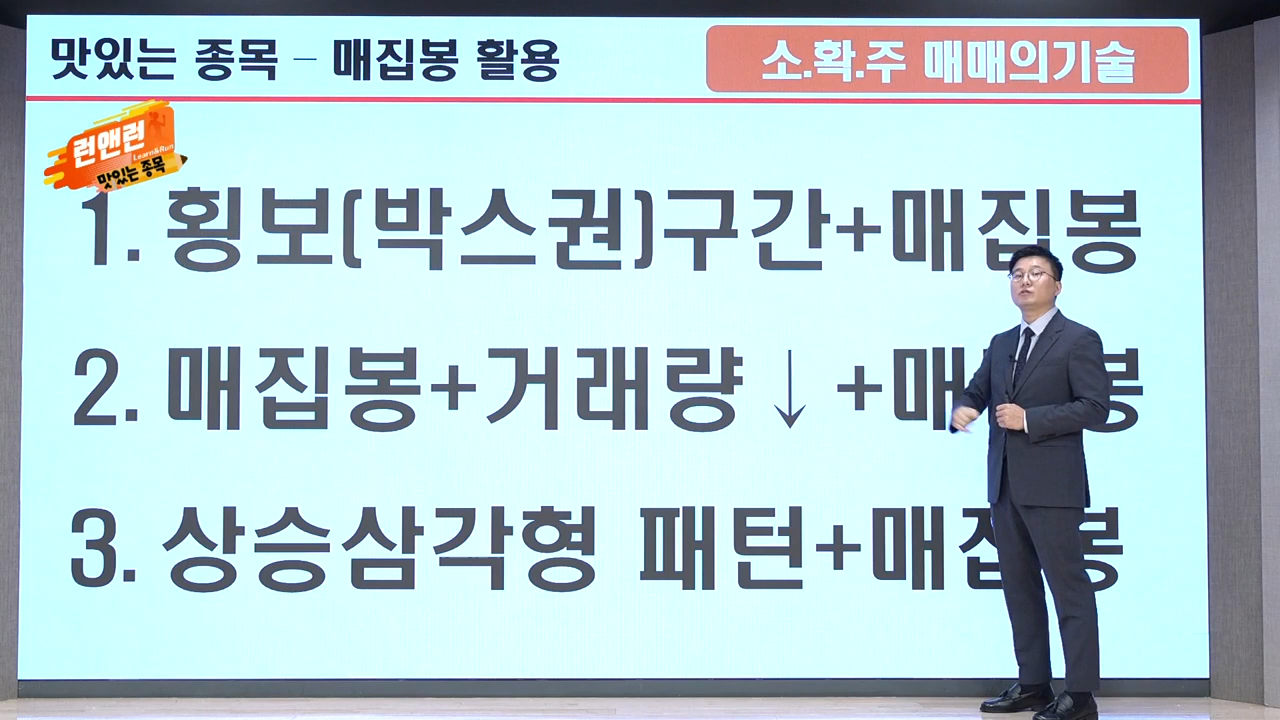 맛있는 종목 – 매집봉 활용
소.확.주 매매의기술
런앤런
Learn&Run
맛있는 종목
1. 횡보(박스권)구간+매집봉
2. 매집봉+거래량↓+매 봉
3. 상승삼각형 패턴+매집봉